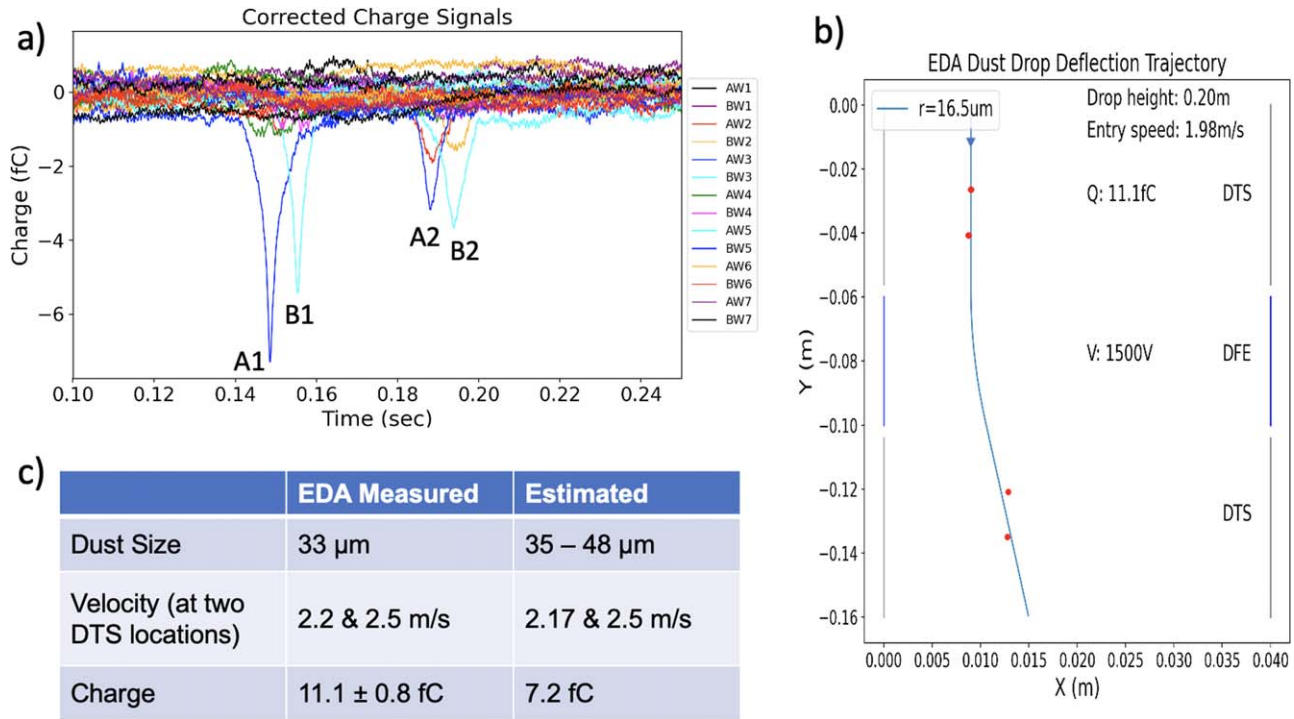 a)
Corrected Charge Signals
0
−2
−4
−6
Charge (fC)
0.10 0.12 0.14 0.16 0.18 0.20 0.22 0.24
Time (sec)
A1
B1
A2
B2
AW1
BW1
AW2
BW2
AW3
BW3
AW4
BW4
AW5
BW5
AW6
BW6
AW7
BW7
b)
EDA Dust Drop Deflection Trajectory
r=16.5um
Drop height: 0.20m
Entry speed: 1.98m/s
Q: 11.1fC
DTS
V: 1500V
DFE
DTS
0.00
−0.02
−0.04
−0.06
−0.08
−0.10
−0.12
−0.14
−0.16
Y (m)
0.000 0.005 0.010 0.015 0.020 0.025 0.030 0.035 0.040
X (m)
c)
EDA Measured Estimated
Dust Size 33 μm 35 – 48 μm
Velocity (at two
DTS locations) 2.2 & 2.5 m/s 2.17 & 2.5 m/s
Charge 11.1 ± 0.8 fC 7.2 fC